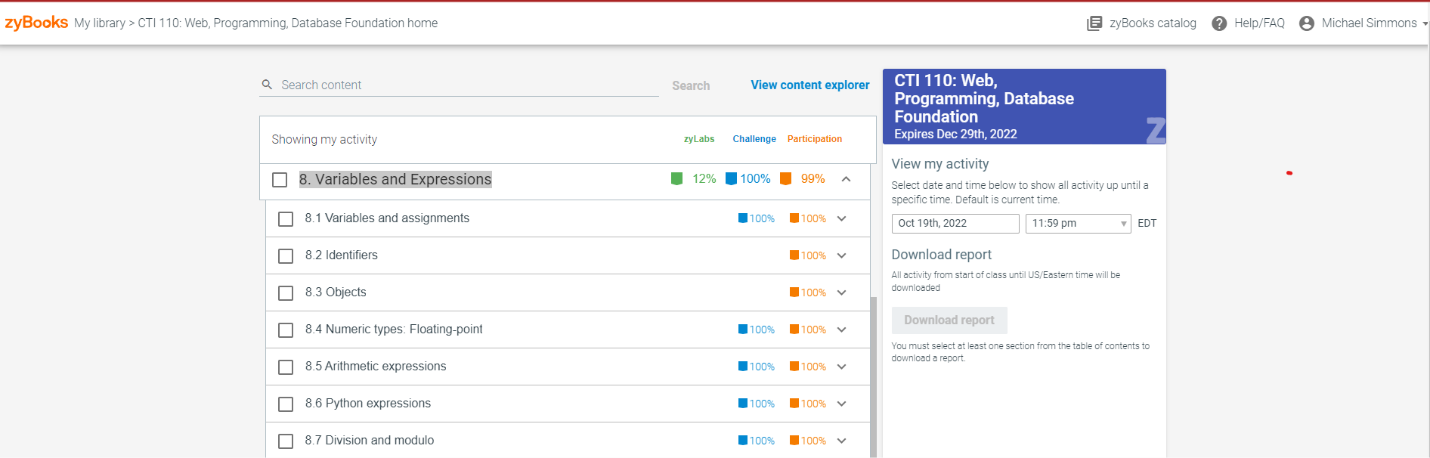 zyBooks My library > CTI 110: Web, Programming, Database Foundation home
zyBooks catalog Help/FAQ Michael Simmons
Search content Search View content explorer
Showing my activity zyLabs Challenge Participation
8. Variables and Expressions 12% 100% 99%
8.1 Variables and assignments 100% 100%
8.2 Identifiers 100%
8.3 Objects 100%
8.4 Numeric types: Floating-point 100% 100%
8.5 Arithmetic expressions 100% 100%
8.6 Python expressions 100% 100%
8.7 Division and modulo 100% 100%
CTI 110: Web,
Programming, Database
Foundation
Expires Dec 29th, 2022
View my activity
Select date and time below to show all activity up until a
specific time. Default is current time.
Oct 19th, 2022 11:59 pm EDT
Download report
All activity from start of class until US/Eastern time will be
downloaded
Download report
You must select at least one section from the table of contents to
download a report.